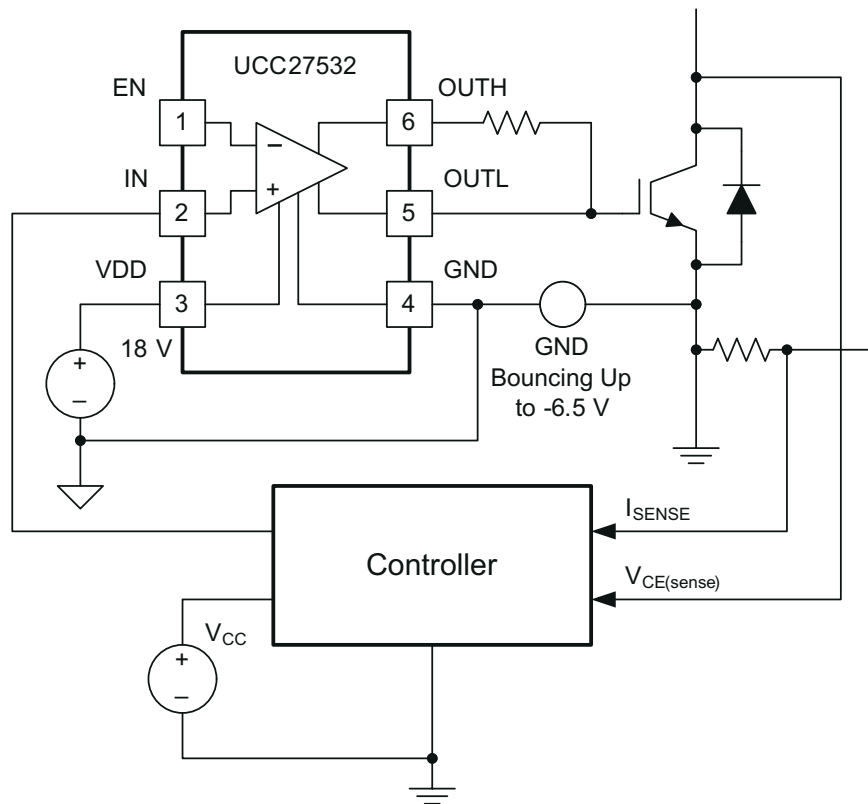 UCC27532
EN
OUTH
1
6
IN
OUTL
2
5
VDD
GND
3
4
18 V
GND
Bouncing Up
to -6.5 V
+
−
−
+
ISENSE
Controller
VCE(sense)
VCC
+
−